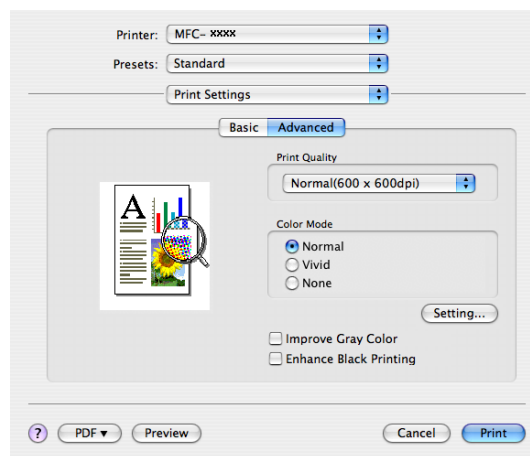 Printer: MFC- xxxx
Presets: Standard
Print Settings
Basic Advanced
Print Quality
Normal(600 x 600dpi)
A
Color Mode
Normal
Vivid
None
Setting...
Improve Gray Color
Enhance Black Printing
? PDF ▼ Preview Cancel Print